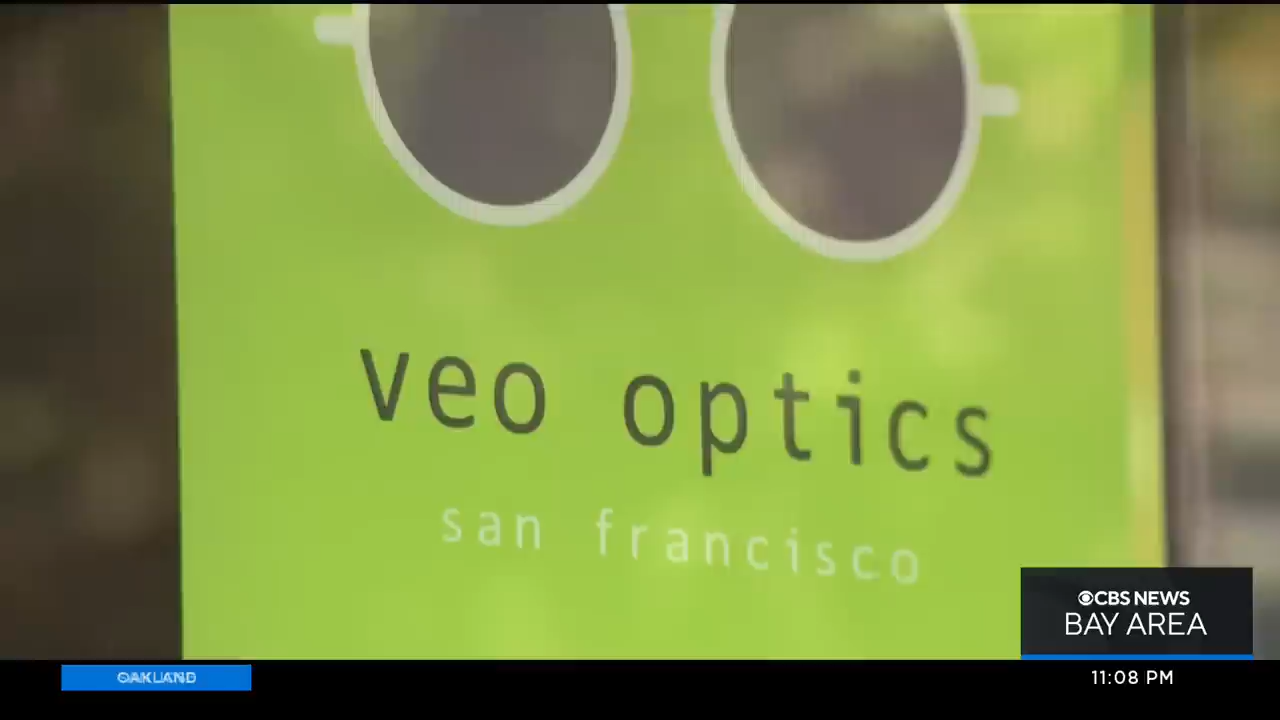 veo optics
san francisco
CBS NEWS
BAY AREA
OAKLAND
11:08 PM